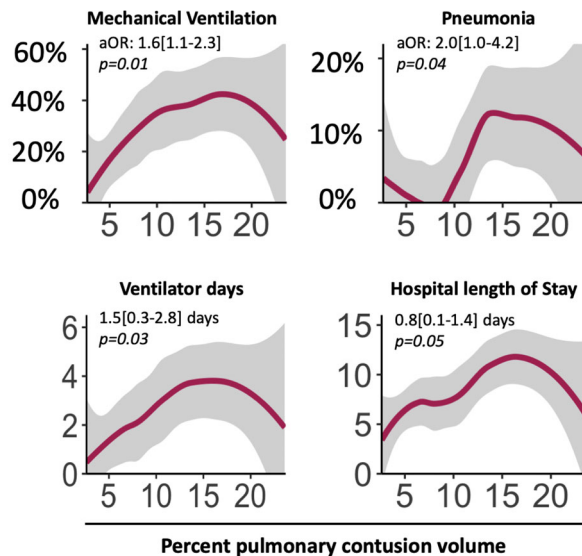 Mechanical Ventilation
aOR: 1.6[1.1-2.3]
p=0.01
60%
40%
20%
0%
5 10 15 20
Pneumonia
aOR: 2.0[1.0-4.2]
p=0.04
20%
10%
0%
5 10 15 20
Ventilator days
1.5[0.3-2.8] days
p=0.03
6
4
2
0
5 10 15 20
Hospital length of Stay
0.8[0.1-1.4] days
p=0.05
15
10
5
0
5 10 15 20
Percent pulmonary contusion volume